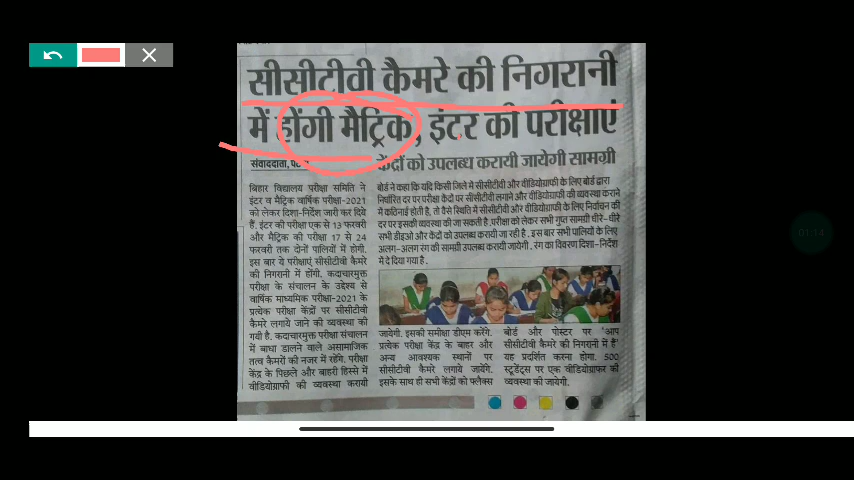 सीसीटीवी कैमरे की निगरानी
में होंगी मैट्रिक, इंटर की परीक्षाएं
केंद्रों को उपलब्ध करायी जायेगी सामग्री
संवाददाता,
बिहार विद्यालय परीक्षा समिति ने
इंटर व मैट्रिक वार्षिक परीक्षा-2021
को लेकर दिशा-निर्देश जारी कर दिये
हैं. इंटर की परीक्षा एक से 13 फरवरी
और मैट्रिक की परीक्षा 17 से 24
फरवरी तक दोनों पालियों में होगी.
इस बार ये परीक्षाएं सीसीटीवी कैमरे
की निगरानी में होंगी. कदाचारमुक्त
परीक्षा के संचालन के उद्देश्य से
वार्षिक माध्यमिक परीक्षा-2021 के
प्रत्येक परीक्षा केंद्रों पर सीसीटीवी
कैमरे लगाये जाने की व्यवस्था की
गयी है. कदाचारमुक्त परीक्षा संचालन
में बाधा डालने वाले असामाजिक
तत्व कैमरों की नजर में रहेंगे. परीक्षा
केंद्र के पिछले और बाहरी हिस्से में
वीडियोग्राफी की व्यवस्था करायी
जायेगी. इसकी समीक्षा डीएम करेंगे.
प्रत्येक परीक्षा केंद्र के बाहर और
अन्य आवश्यक स्थानों पर
सीसीटीवी कैमरे लगाये जायेंगे.
इसके साथ ही सभी केंद्रों को फ्लैक्स
बोर्ड और पोस्टर पर 'आप
सीसीटीवी कैमरे की निगरानी में हैं'
यह प्रदर्शित करना होगा. 500
स्टूडेंट्स पर एक वीडियोग्राफर की
व्यवस्था की जायेगी.
बोर्ड ने कहा कि यदि किसी जिले में सीसीटीवी और वीडियोग्राफी के लिए बोर्ड द्वारा
निर्धारित दर पर परीक्षा केंद्रों पर सीसीटीवी लगाने और वीडियोग्राफी की व्यवस्था कराने
में कठिनाई होती है, तो वैसे स्थिति में सीसीटीवी और वीडियोग्राफी के लिए निर्वाचन की
दर पर इसकी व्यवस्था की जा सकती है. परीक्षा को लेकर सभी गुप्त सामग्री धीरे-धीरे
सभी डीइओ और केंद्रों को उपलब्ध करायी जा रही है. इस बार सभी पालियों के लिए
अलग-अलग रंग की सामग्री उपलब्ध करायी जायेगी. रंग का विवरण दिशा-निर्देश
में दे दिया गया है.
01:14